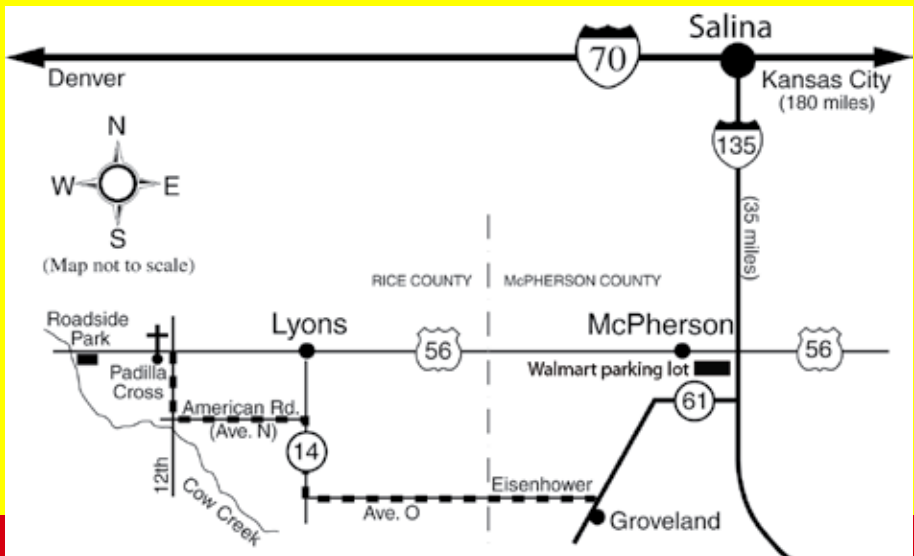 Salina
70
Denver
Kansas City
(180 miles)
135
N
W
E
S
(Map not to scale)
(35 miles)
RICE COUNTY
McPHERSON COUNTY
Roadside
Park
Lyons
McPherson
56
56
Padilla
Cross
Walmart parking lot
61
American Rd.
(Ave. N)
14
12th
Cow Creek
Eisenhower
Ave. O
Groveland